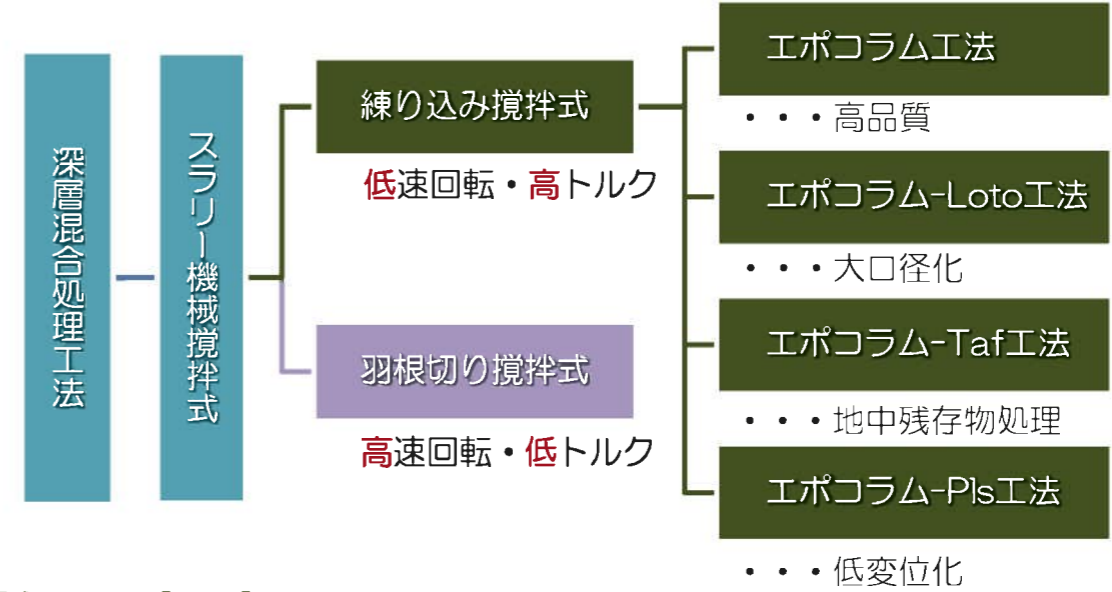 深層混合処理工法
スラリー機械撹拌式
練り込み撹拌式
低速回転・高トルク
羽根切り撹拌式
高速回転・低トルク
エポコラム工法
・・・高品質
エポコラム-Loto工法
・・・大口径化
エポコラム-Taf工法
・・・地中残存物処理
エポコラム-Pls工法
・・・低変位化